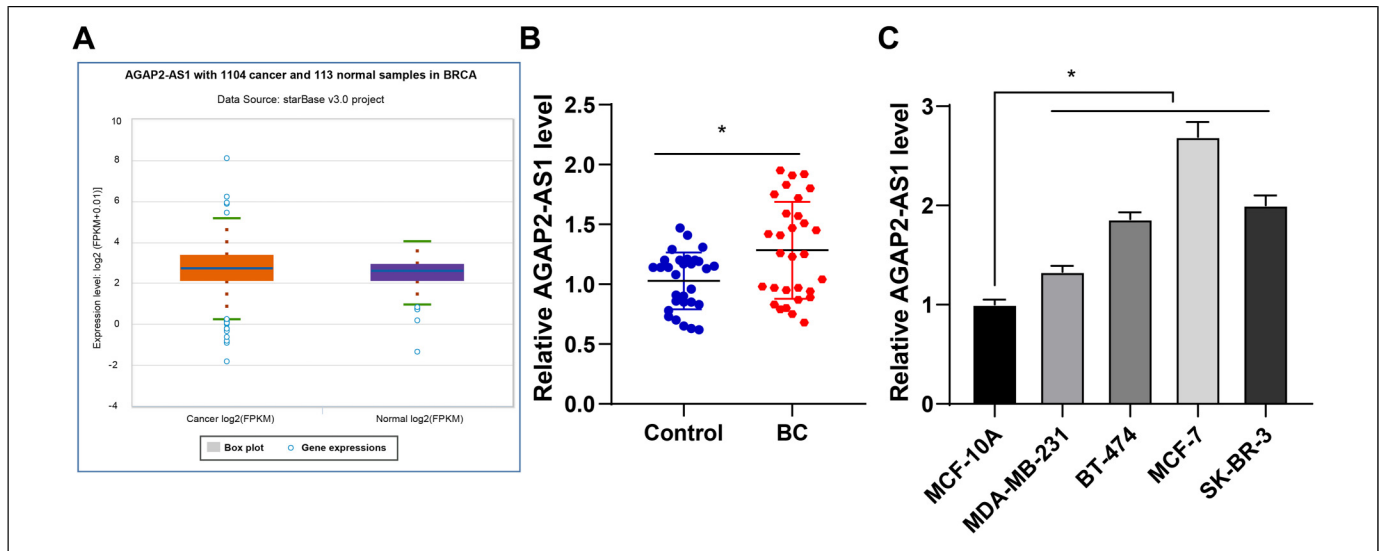 A
AGAP2-AS1 with 1104 cancer and 113 normal samples in BRCA
Data Source: starBase v3.0 project
Expression level: log2 (FPKM+0.01)]
10
8
6
4
2
0
-2
-4
Cancer log2(FPKM)
Normal log2(FPKM)
Box plot
Gene expressions
B
Relative AGAP2-AS1 level
2.5
2.0
1.5
1.0
0.5
0.0
*
Control
BC
C
Relative AGAP2-AS1 level
3
2
1
0
*
MCF-10A
MDA-MB-231
BT-474
MCF-7
SK-BR-3